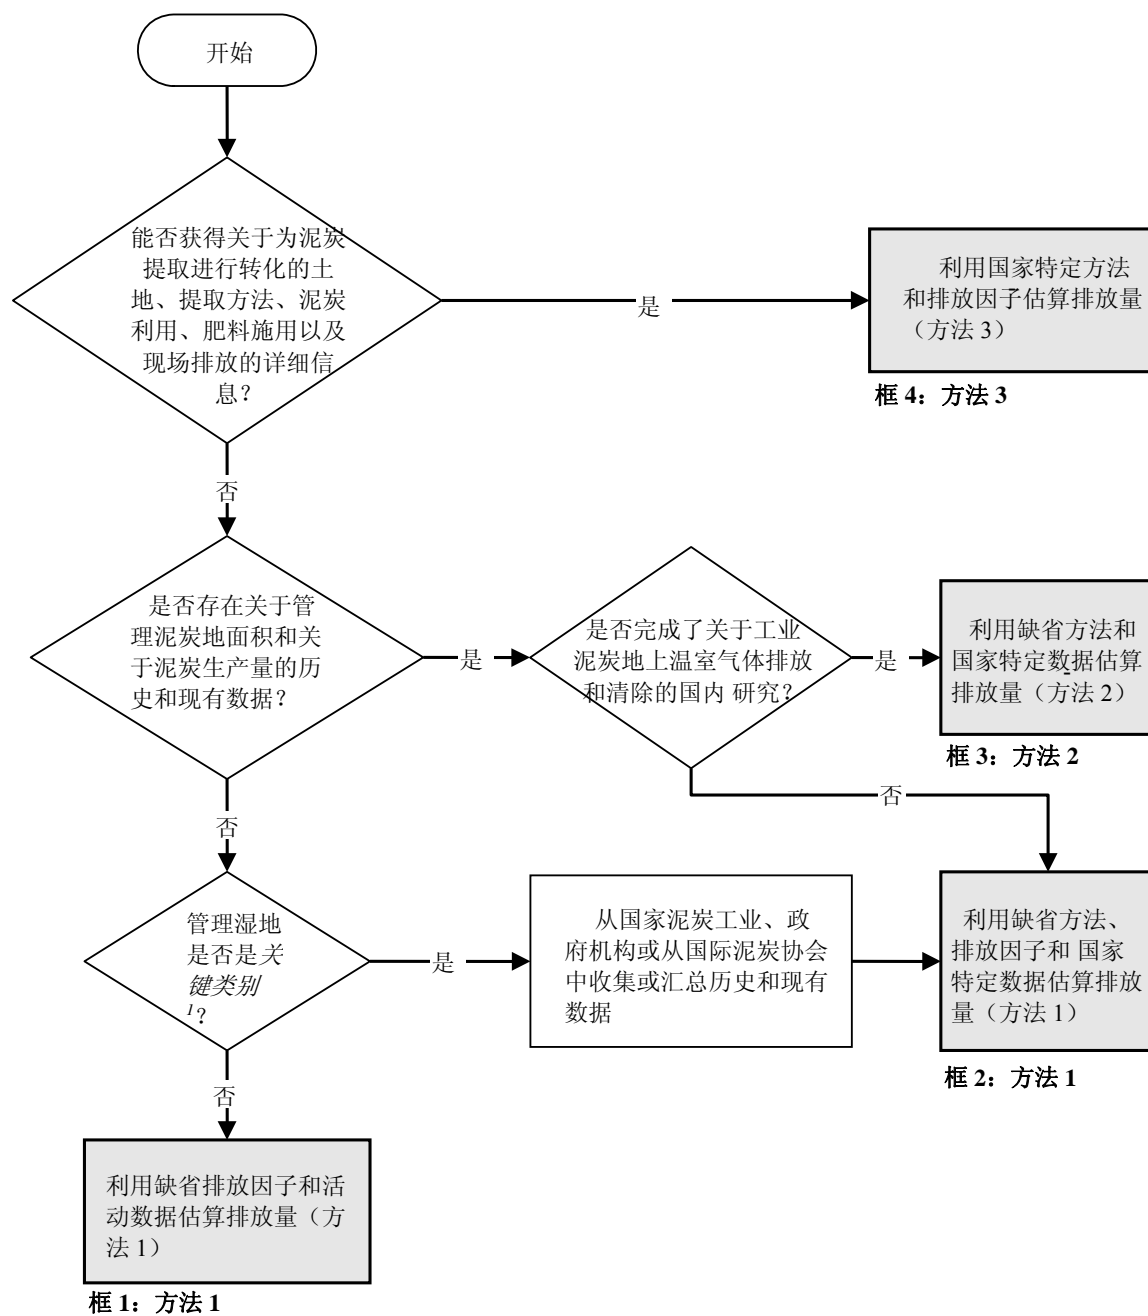 开始
能否获得关于为泥炭
提取进行转化的土
地、提取方法、泥炭
利用、肥料施用以及
现场排放的详细信
息？
是
利用国家特定方法
和排放因子估算排放量
（方法 3）
框 4：方法 3
否
是否存在关于管
理泥炭地面积和关
于泥炭生产量的历
史和现有数据？
是
是否完成了关于工业
泥炭地上温室气体排放
和清除的国内 研究？
是
利用缺省方法和
国家特定数据估算
排放量（方法 2）
框 3：方法 2
否
否
管理湿地
是否是关
键类别
1？
是
从国家泥炭工业、政
府机构或从国际泥炭协会
中收集或汇总历史和现有
数据
利用缺省方法、
排放因子和 国家
特定数据估算排放
量（方法 1）
框 2：方法 1
否
利用缺省排放因子和活
动数据估算排放量（方
法 1）
框 1：方法 1